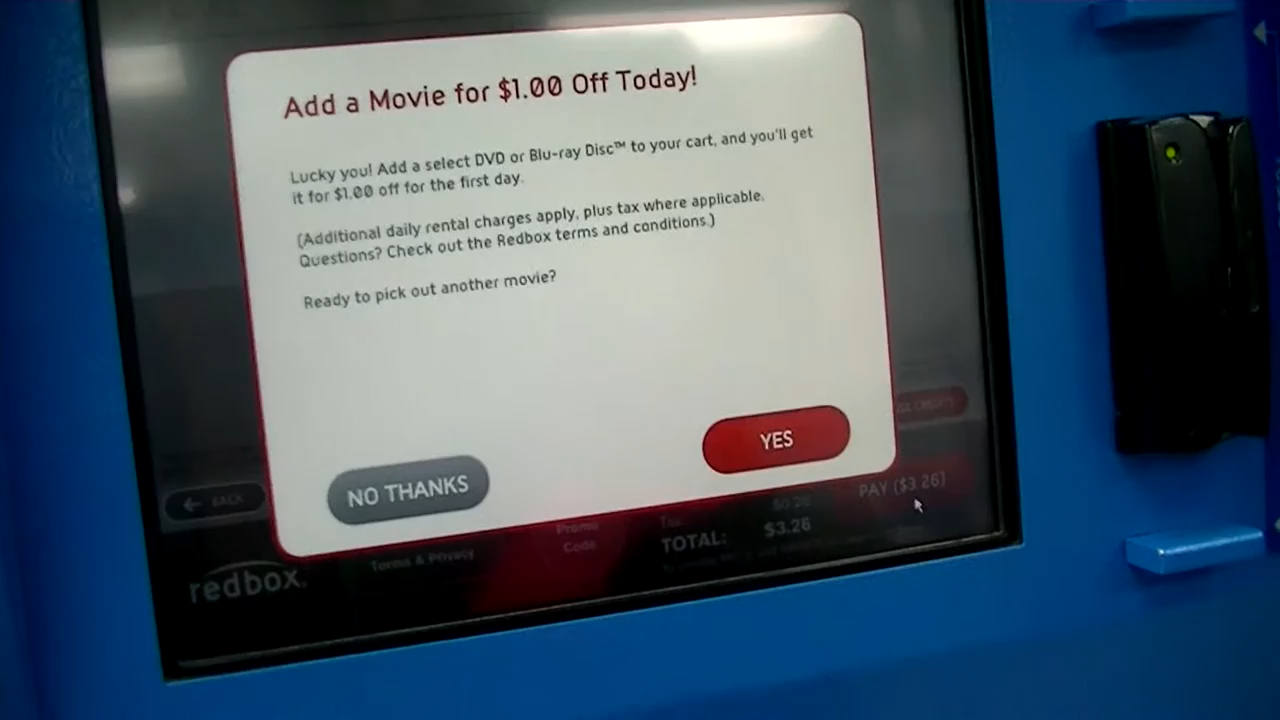 Add a Movie for $1.00 Off Today!
Lucky you! Add a select DVD or Blu-ray Disc™ to your cart, and you'll get
it for $1.00 off for the first day.
(Additional daily rental charges apply, plus tax where applicable.
Questions? Check out the Redbox terms and conditions.)
Ready to pick out another movie?
NO THANKS
YES
BACK
PAY ($3.26)
redbox.
Terms & Privacy
Promo
Code
Tax:
TOTAL:
$3.26